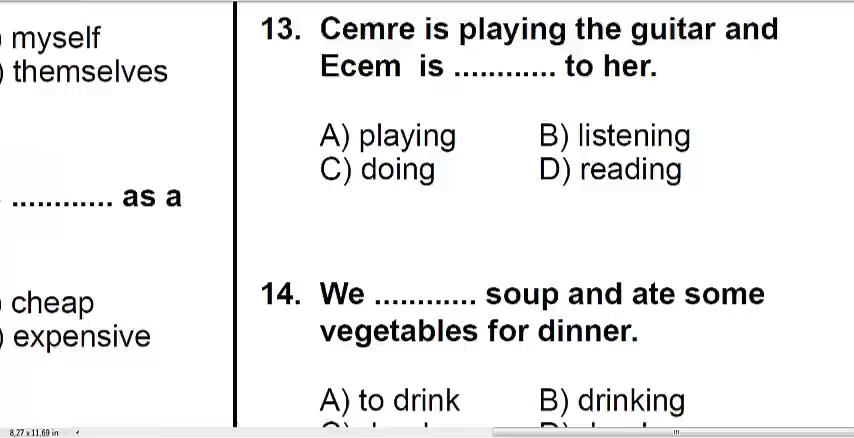 myself
) themselves
............ as a
cheap
) expensive
13. Cemre is playing the guitar and
Ecem is ............ to her.
A) playing B) listening
C) doing D) reading
14. We ............ soup and ate some
vegetables for dinner.
A) to drink B) drinking
8,27 x 11,69 in